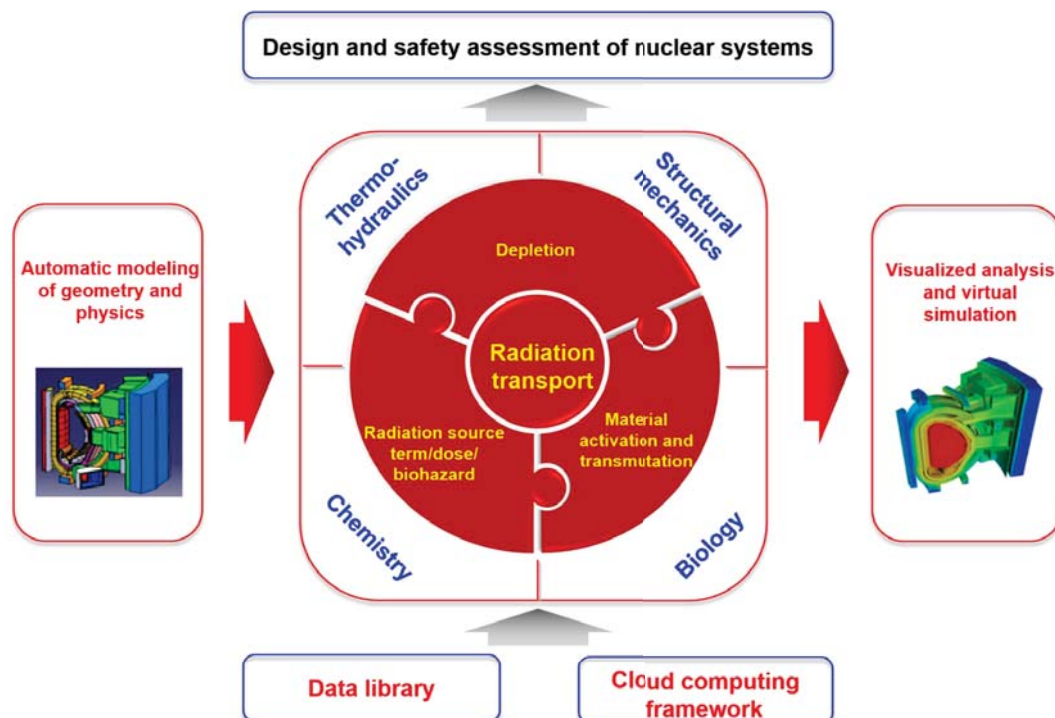 Design and safety assessment of nuclear systems
Thermo-
hydraulics
Structural
mechanics
Automatic modeling
of geometry and
physics
Depletion
Radiation
transport
Radiation source
term/dose/
biohazard
Material
activation and
transmutation
Visualized analysis
and virtual
simulation
Chemistry
Biology
Data library
Cloud computing
framework